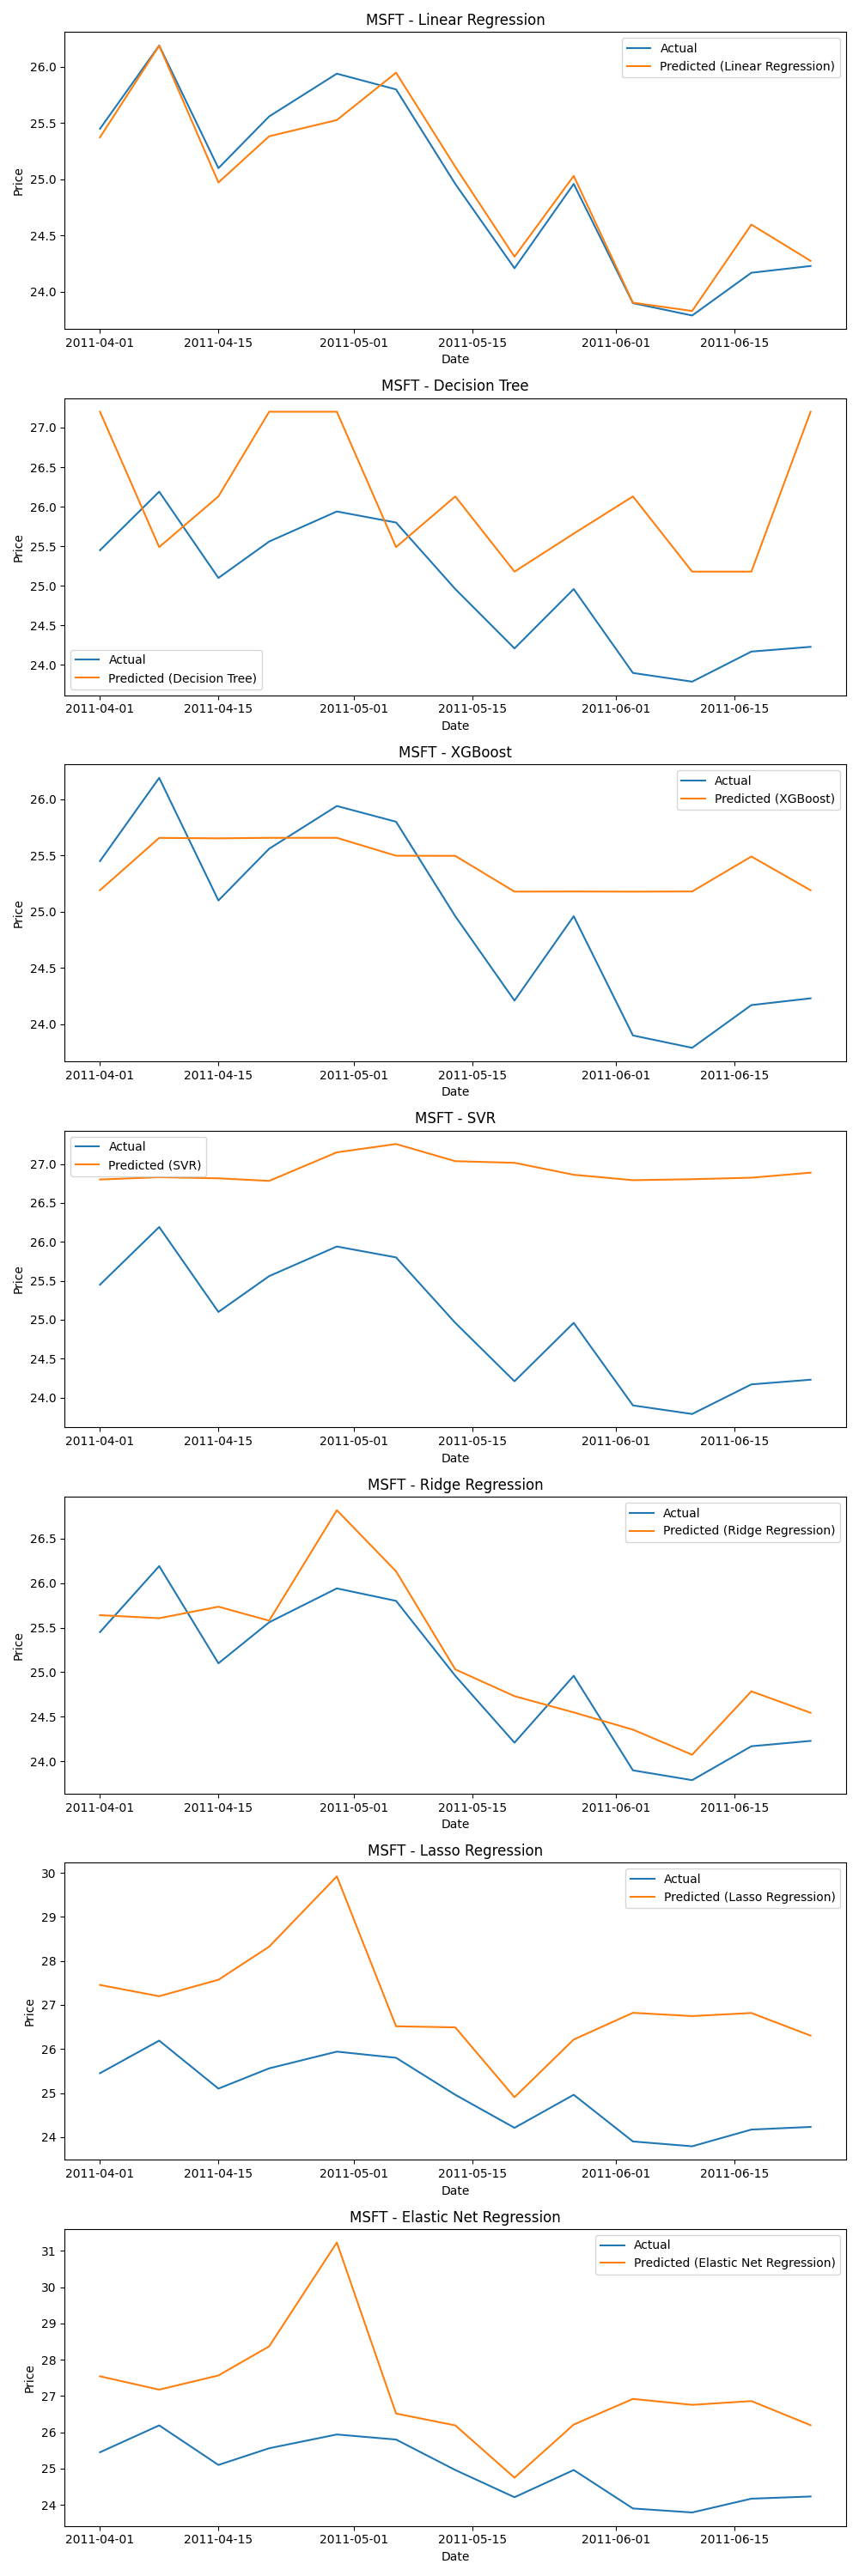 MSFT - Linear Regression
Actual
Predicted (Linear Regression)
26.0
25.5
25.0
24.5
24.0
Price
2011-04-01 2011-04-15 2011-05-01 2011-05-15 2011-06-01 2011-06-15
Date
MSFT - Decision Tree
27.0
26.5
26.0
25.5
25.0
24.5
24.0
Price
Actual
Predicted (Decision Tree)
2011-04-01 2011-04-15 2011-05-01 2011-05-15 2011-06-01 2011-06-15
Date
MSFT - XGBoost
Actual
Predicted (XGBoost)
26.0
25.5
25.0
24.5
24.0
Price
2011-04-01 2011-04-15 2011-05-01 2011-05-15 2011-06-01 2011-06-15
Date
MSFT - SVR
Actual
Predicted (SVR)
27.0
26.5
26.0
25.5
25.0
24.5
24.0
Price
2011-04-01 2011-04-15 2011-05-01 2011-05-15 2011-06-01 2011-06-15
Date
MSFT - Ridge Regression
Actual
Predicted (Ridge Regression)
26.5
26.0
25.5
25.0
24.5
24.0
Price
2011-04-01 2011-04-15 2011-05-01 2011-05-15 2011-06-01 2011-06-15
Date
MSFT - Lasso Regression
Actual
Predicted (Lasso Regression)
30
29
28
27
26
25
24
Price
2011-04-01 2011-04-15 2011-05-01 2011-05-15 2011-06-01 2011-06-15
Date
MSFT - Elastic Net Regression
Actual
Predicted (Elastic Net Regression)
31
30
29
28
27
26
25
24
Price
2011-04-01 2011-04-15 2011-05-01 2011-05-15 2011-06-01 2011-06-15
Date